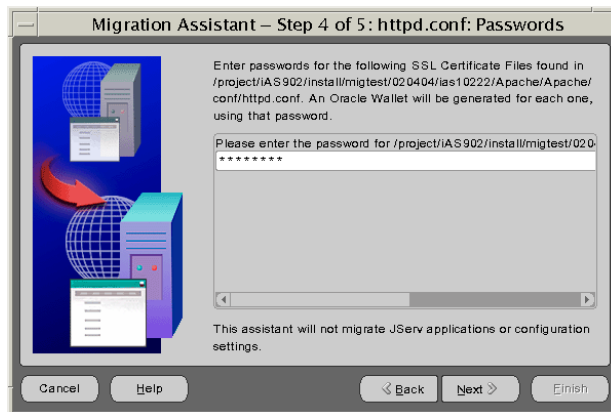 Migration Assistant – Step 4 of 5: httpd.conf: Passwords
Enter passwords for the following SSL Certificate Files found in
/project/iAS902/install/migtest/020404/ias10222/Apache/Apache/
conf/httpd.conf. An Oracle Wallet will be generated for each one,
using that password.
Please enter the password for /project/iAS902/install/migtest/020
********
This assistant will not migrate JServ applications or configuration
settings.
Cancel Help Back Next Finish